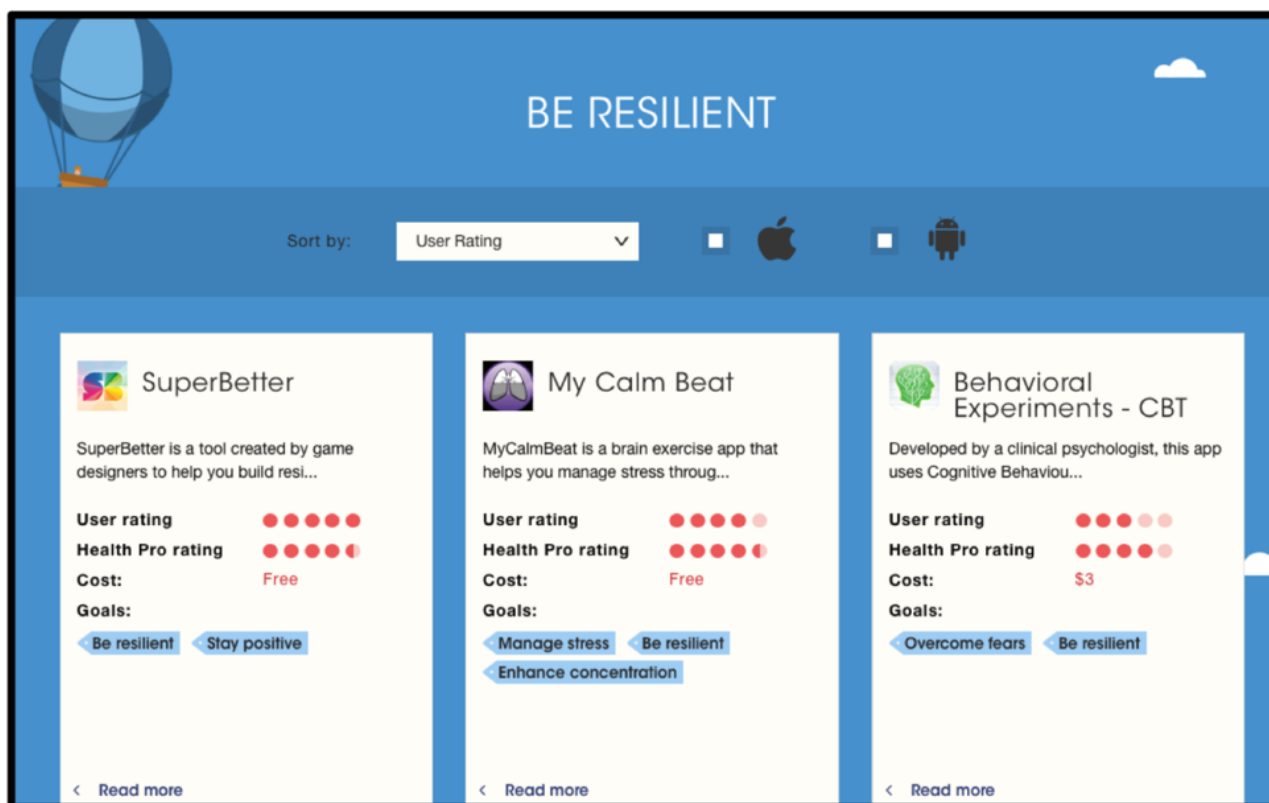 BE RESILIENT
Sort by:
User Rating
SuperBetter
SuperBetter is a tool created by game
designers to help you build resi...
User rating
Health Pro rating
Cost: Free
Goals:
Be resilient Stay positive
Read more
My Calm Beat
MyCalmBeat is a brain exercise app that
helps you manage stress throug...
User rating
Health Pro rating
Cost: Free
Goals:
Manage stress Be resilient
Enhance concentration
Read more
Behavioral
Experiments - CBT
Developed by a clinical psychologist, this app
uses Cognitive Behaviou...
User rating
Health Pro rating
Cost: $3
Goals:
Overcome fears Be resilient
Read more